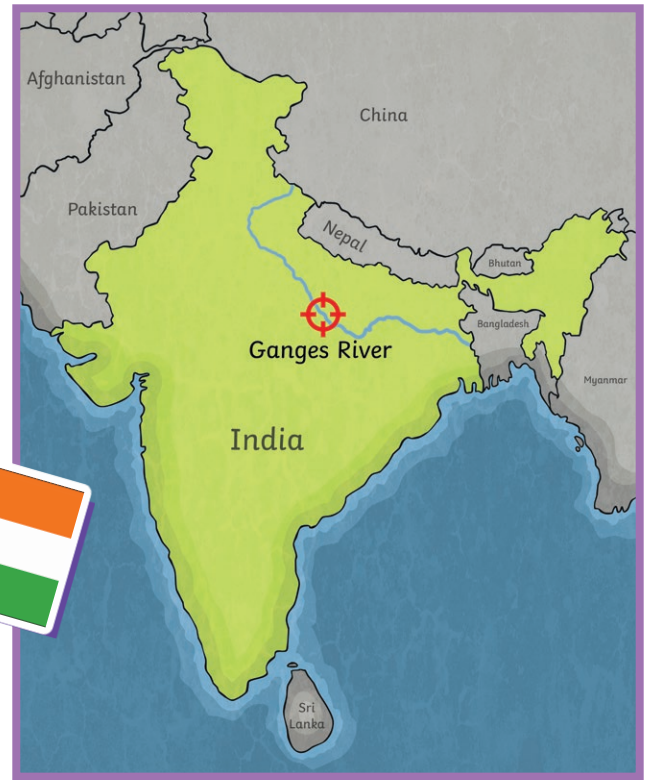 Afghanistan
China
Pakistan
Nepal
Bhutan
Bangladesh
Ganges River
Myanmar
India
Sri
Lanka